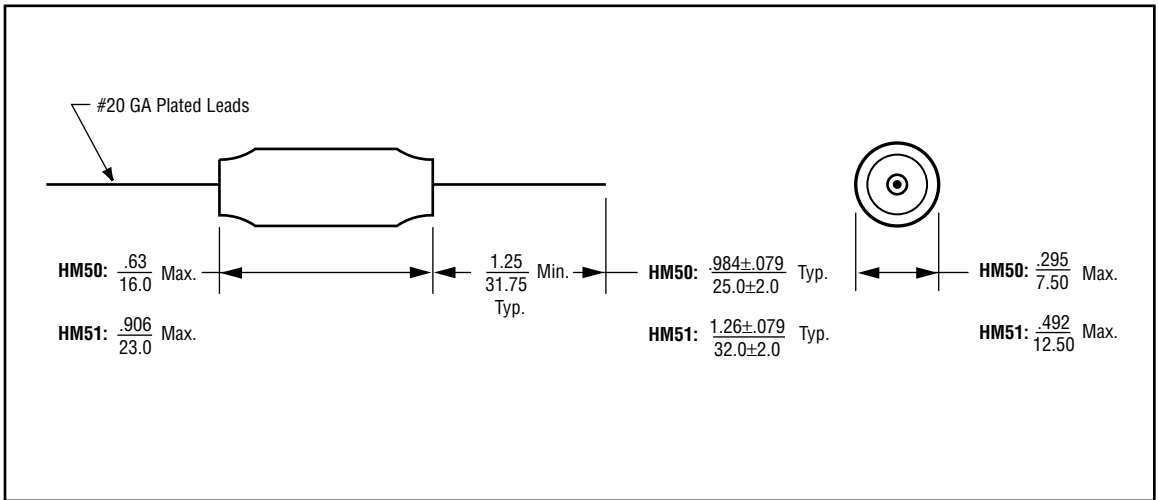 #20 GA Plated Leads
HM50: .63/16.0 Max.
HM51: .906/23.0 Max.
1.25/31.75 Min.
Typ.
HM50: .984±.079/25.0±2.0 Typ.
HM51: 1.26±.079/32.0±2.0 Typ.
HM50: .295/7.50 Max.
HM51: .492/12.50 Max.